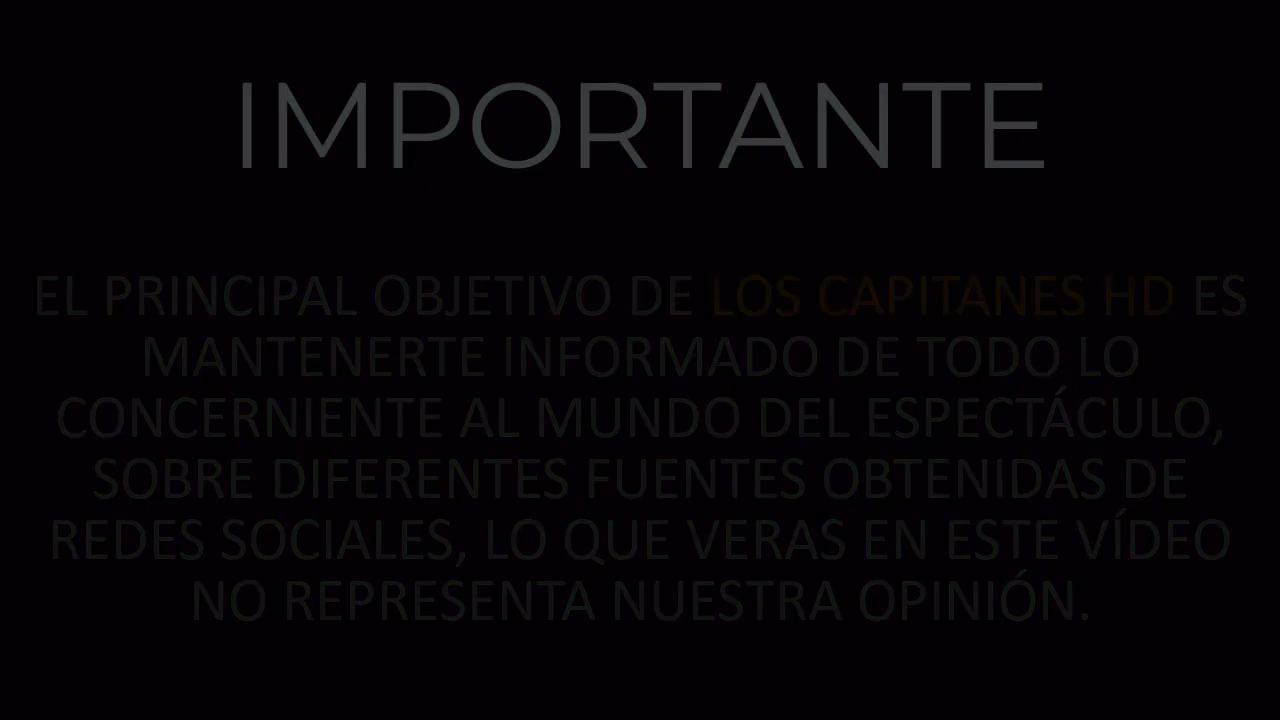 IMPORTANTE
EL PRINCIPAL OBJETIVO DE LOS CAPITANES HD ES
MANTENERTE INFORMADO DE TODO LO
CONCERNIENTE AL MUNDO DEL ESPECTÁCULO,
SOBRE DIFERENTES FUENTES OBTENIDAS DE
REDES SOCIALES, LO QUE VERAS EN ESTE VÍDEO
NO REPRESENTA NUESTRA OPINIÓN.